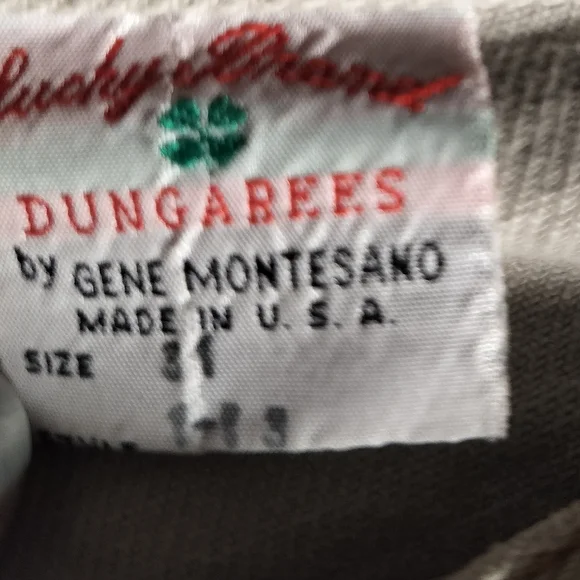 Lucky Brand
DUNGAREES
by GENE MONTESANO
MADE IN U. S. A.
SIZE 31